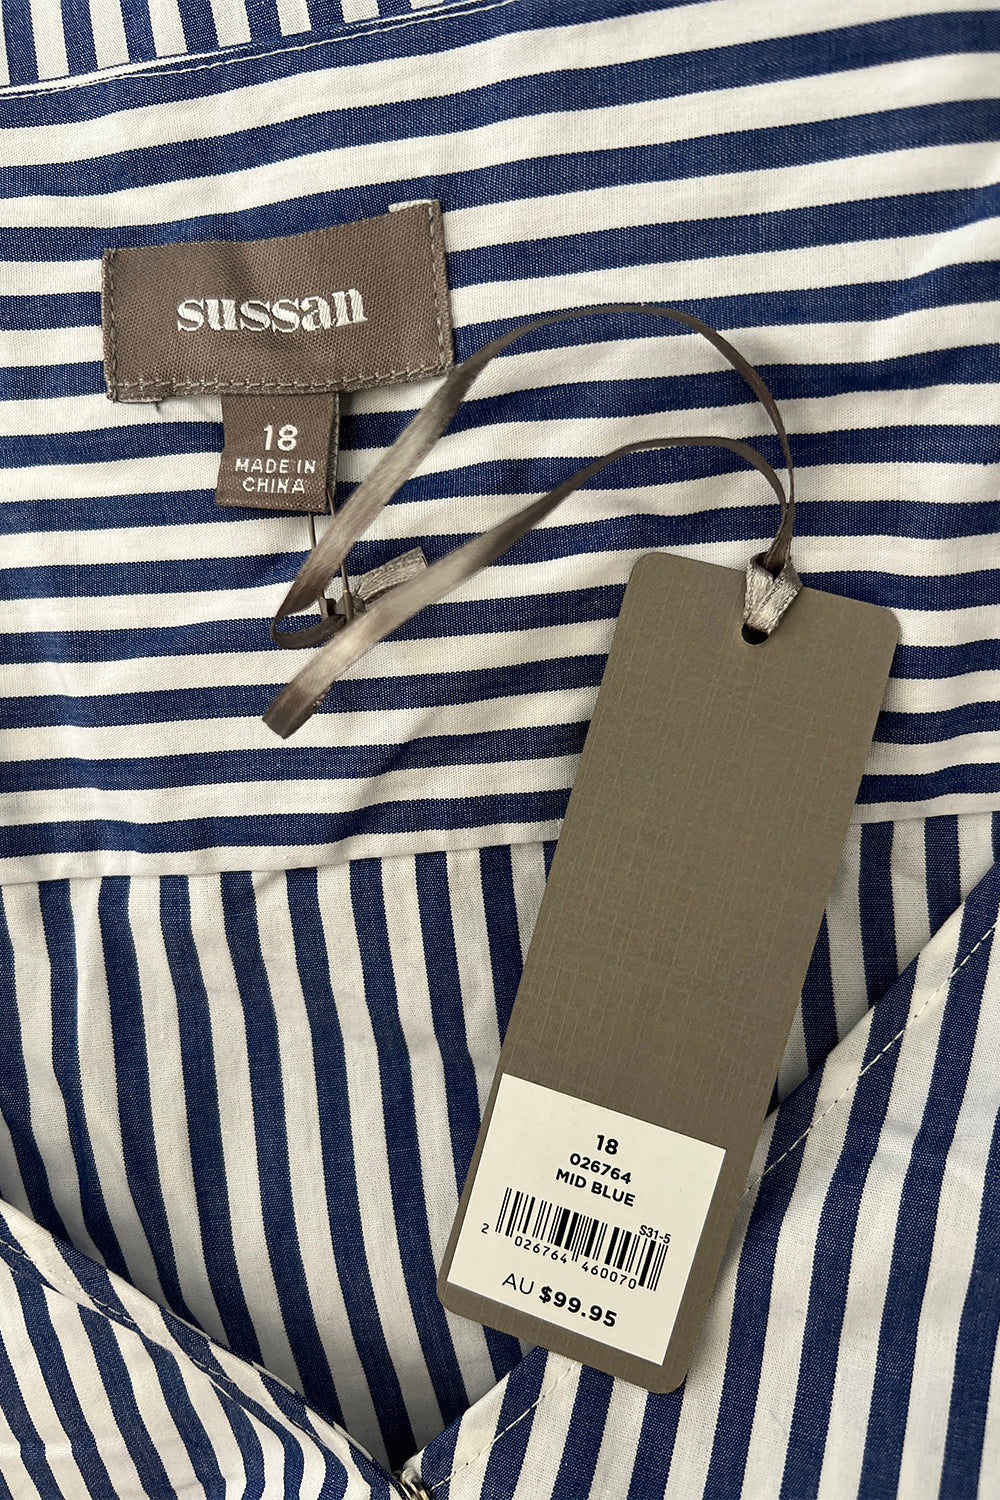 sussan
18
MADE IN
CHINA
18
026764
MID BLUE
S31-5
2 026764 460070
AU $99.95